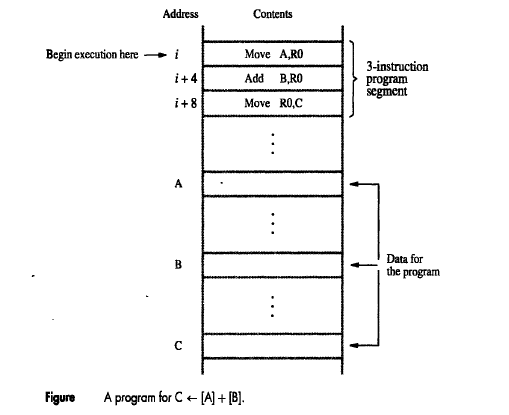 Address Contents
Begin execution here i Move A,R0
i + 4 Add B,R0
i + 8 Move R0,C
3-instruction
program
segment
A
B
Data for
the program
C
Figure A program for C ← [A] + [B].